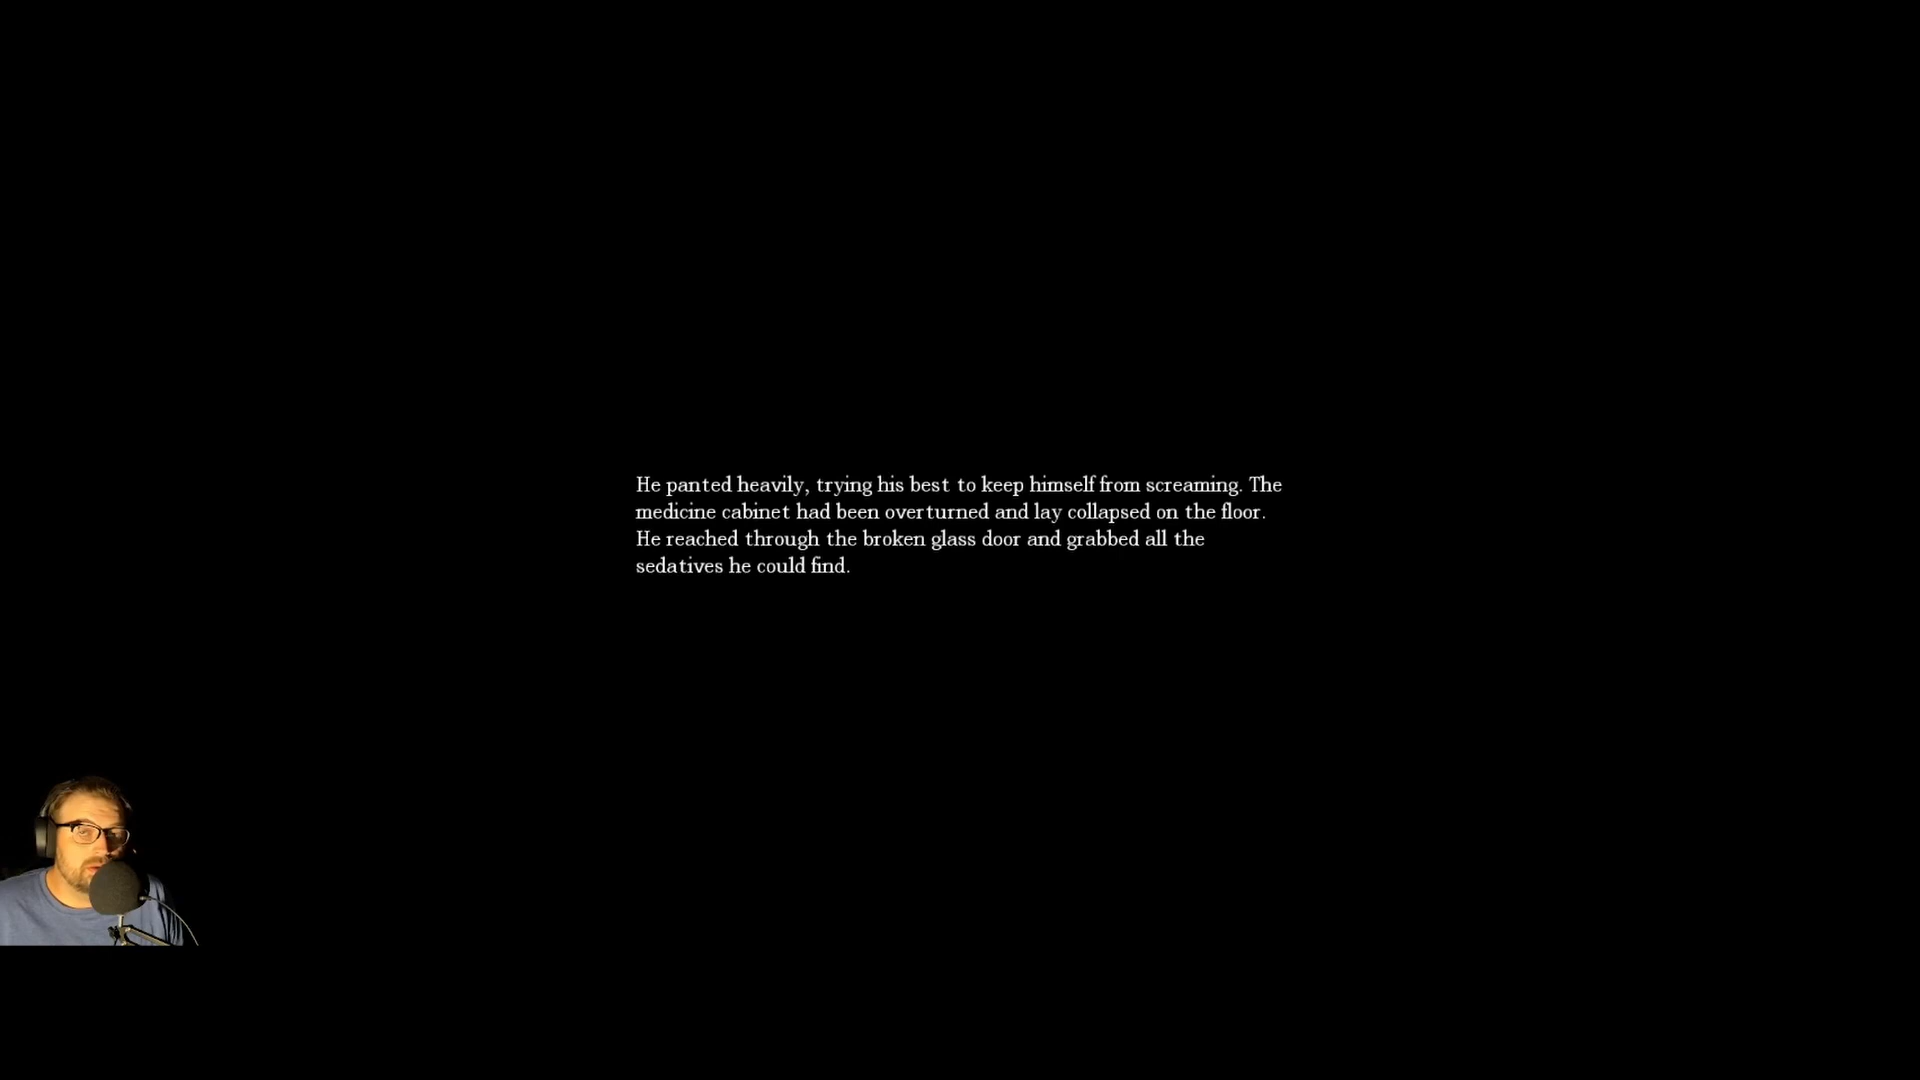 He panted heavily, trying his best to keep himself from screaming. The
medicine cabinet had been overturned and lay collapsed on the floor.
He reached through the broken glass door and grabbed all the
sedatives he could find.